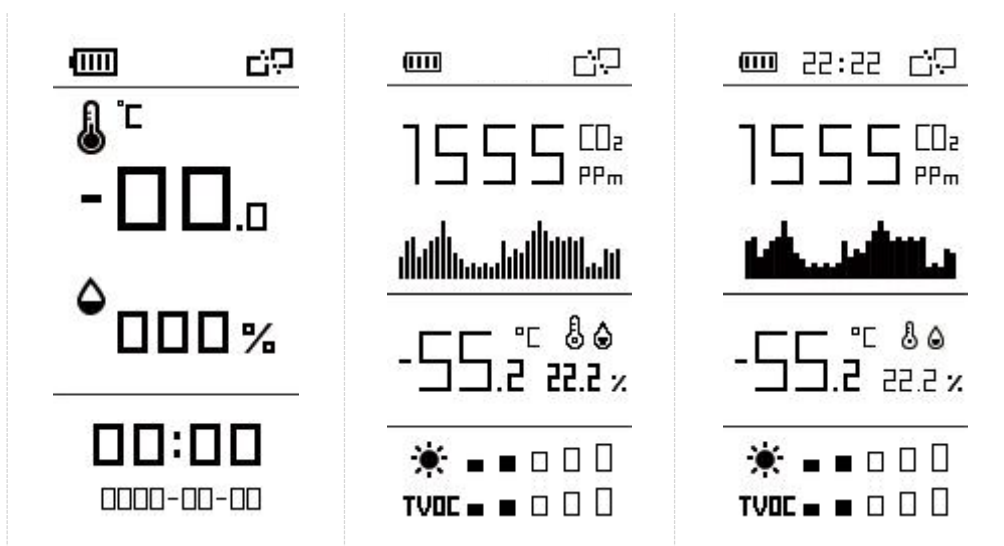 °C
-00.0
000%
00:00
0000-00-00
1555 CO₂
PPm
-55.2 °C 22.2 %
TVOC
22:22
1555 CO₂
PPm
-55.2 °C 22.2 %
TVOC